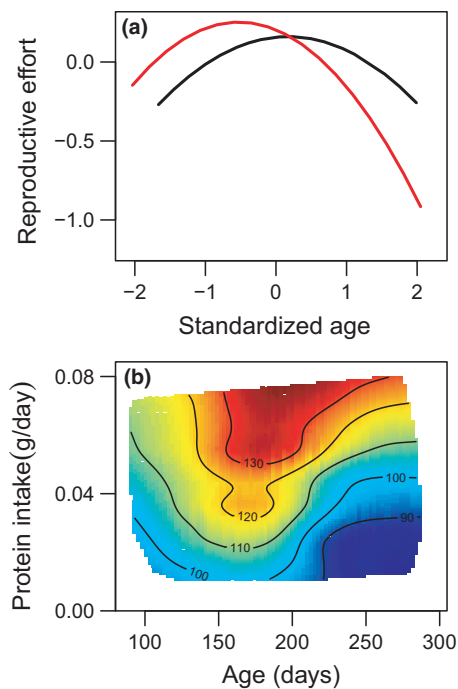 (a)
Reproductive effort
0.0
−0.5
−1.0
−2 −1 0 1 2
Standardized age
(b)
Protein intake(g/day)
0.08
0.04
0.00
130
120
110
100
100
90
100 150 200 250 300
Age (days)